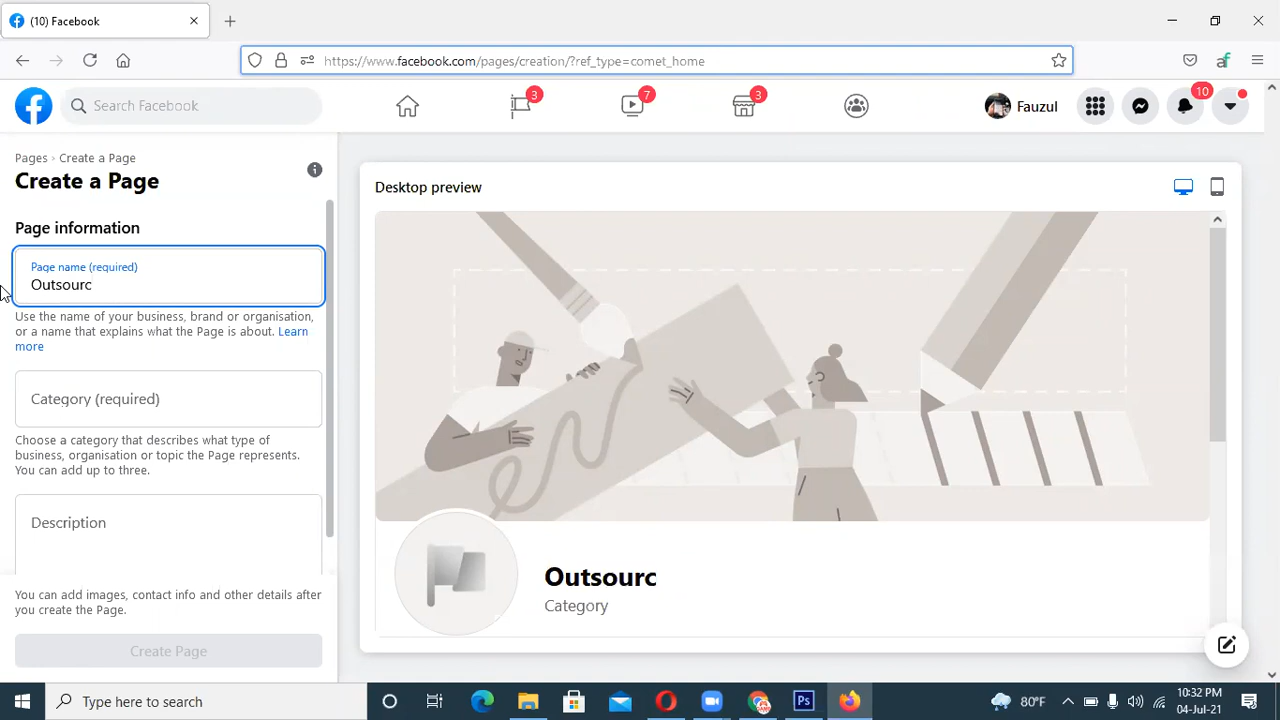 (10) Facebook
https://www.facebook.com/pages/creation/?ref_type=comet_home
af
Search Facebook
3
7
3
Fauzul
10
Pages › Create a Page
Create a Page
Page information
Page name (required)
Outsourc
Use the name of your business, brand or organisation,
or a name that explains what the Page is about. Learn
more
Category (required)
Choose a category that describes what type of
business, organisation or topic the Page represents.
You can add up to three.
Description
You can add images, contact info and other details after
you create the Page.
Create Page
Desktop preview
Outsourc
Category
Type here to search
Ps
80°F
10:32 PM
04-Jul-21